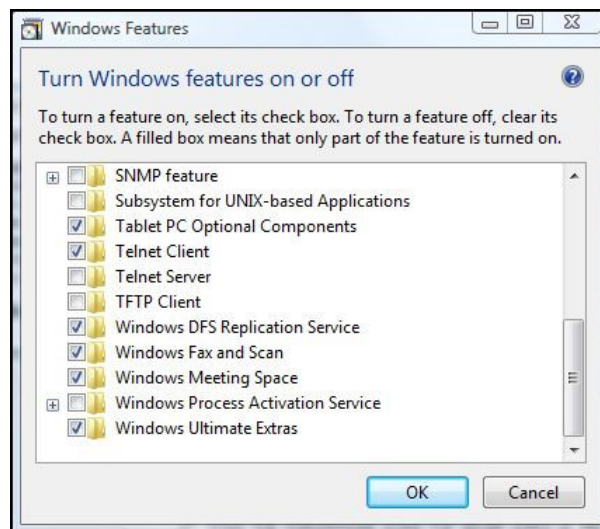 Windows Features
Turn Windows features on or off
To turn a feature on, select its check box. To turn a feature off, clear its
check box. A filled box means that only part of the feature is turned on.
SNMP feature
Subsystem for UNIX-based Applications
Tablet PC Optional Components
Telnet Client
Telnet Server
TFTP Client
Windows DFS Replication Service
Windows Fax and Scan
Windows Meeting Space
Windows Process Activation Service
Windows Ultimate Extras
OK Cancel